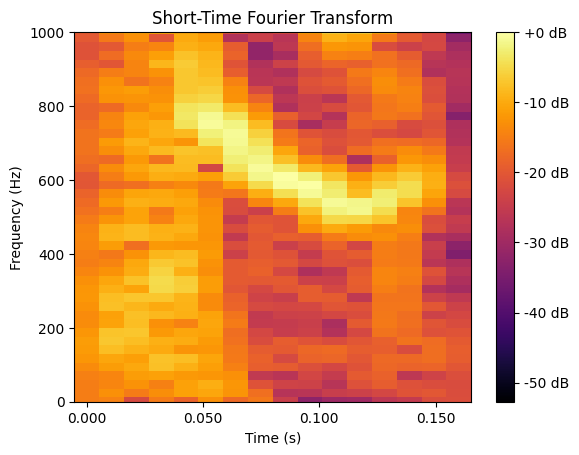 Short-Time Fourier Transform
1000
800
600
400
200
0
Frequency (Hz)
0.000
0.050
0.100
0.150
Time (s)
+0 dB
-10 dB
-20 dB
-30 dB
-40 dB
-50 dB